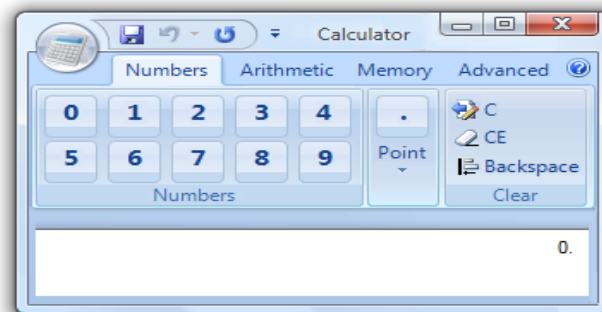 Calculator
Numbers Arithmetic Memory Advanced
0 1 2 3 4 . C
CE
5 6 7 8 9 Point Backspace
Numbers Clear
0.